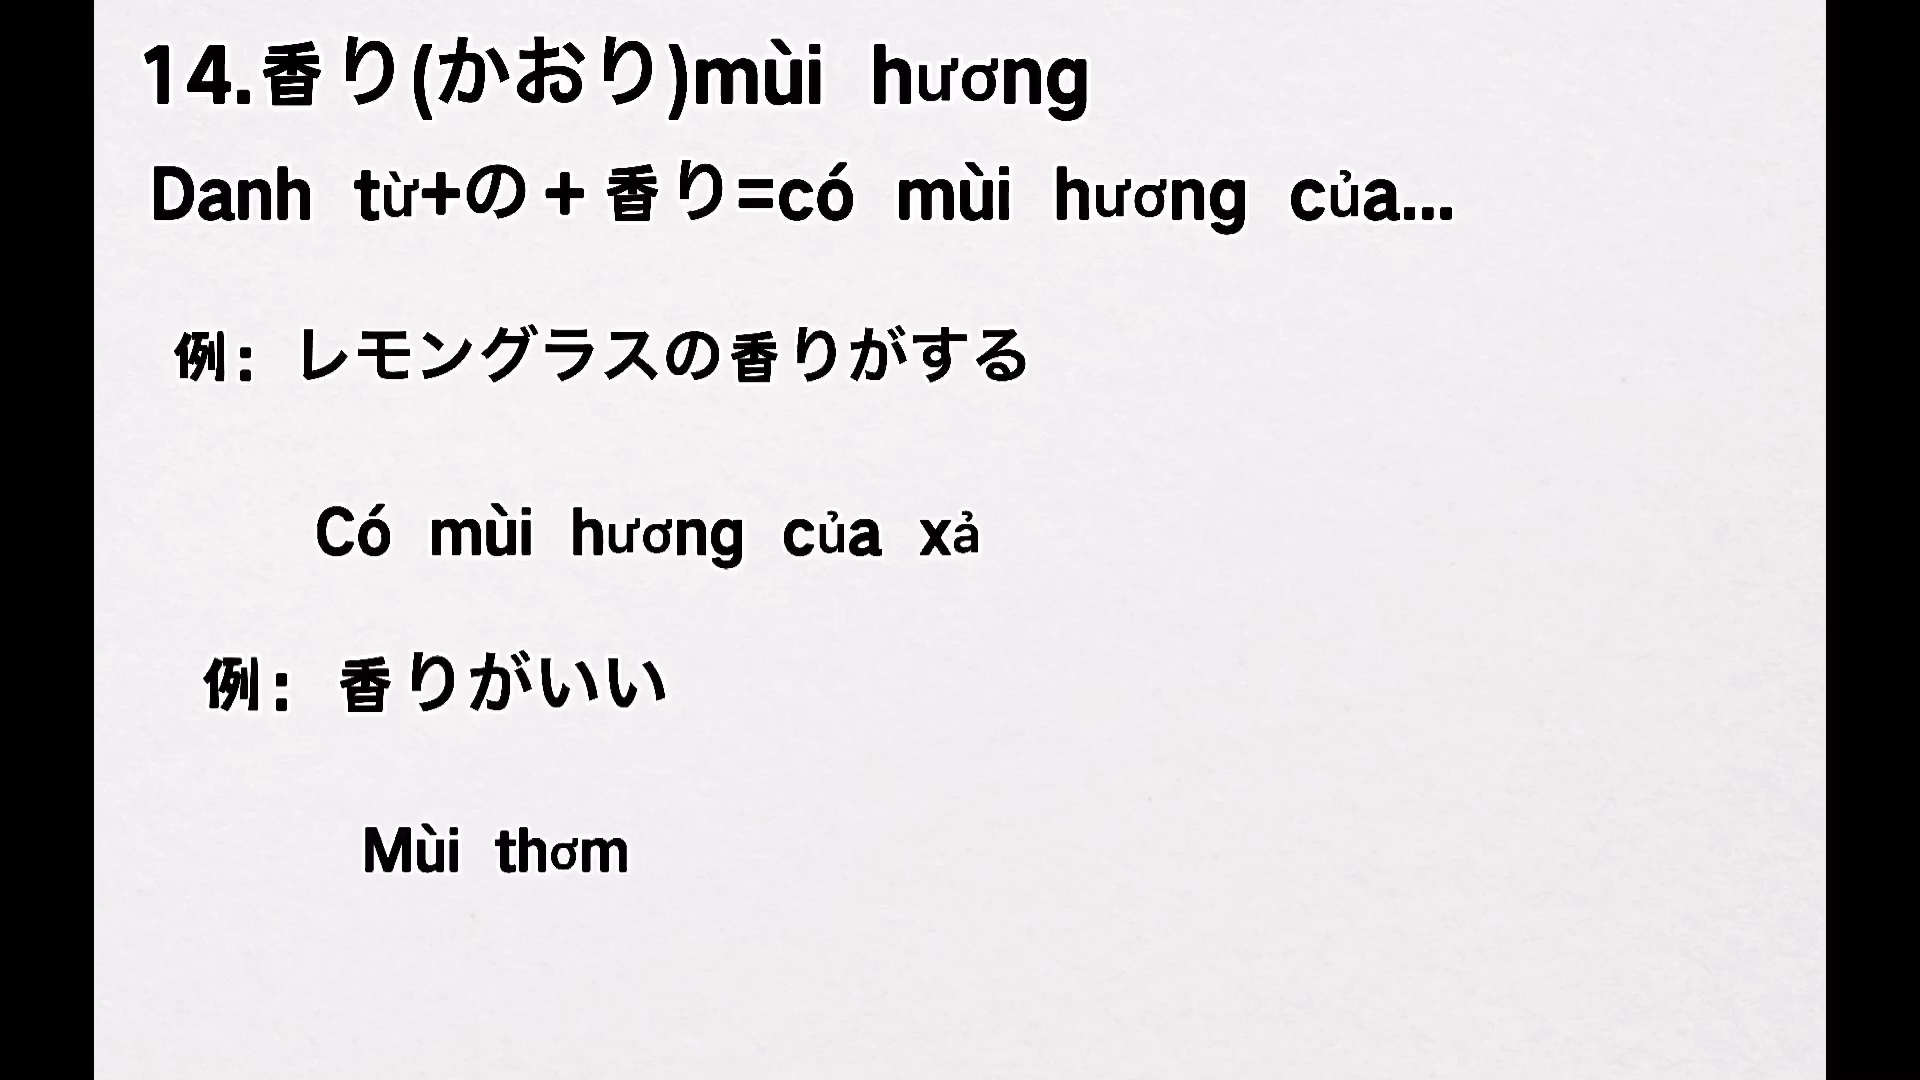 14.香り(かおり)mùi hương
Danh từ+の+香り=có mùi hương của...
例: レモングラスの香りがする
Có mùi hương của xả
例: 香りがいい
Mùi thơm